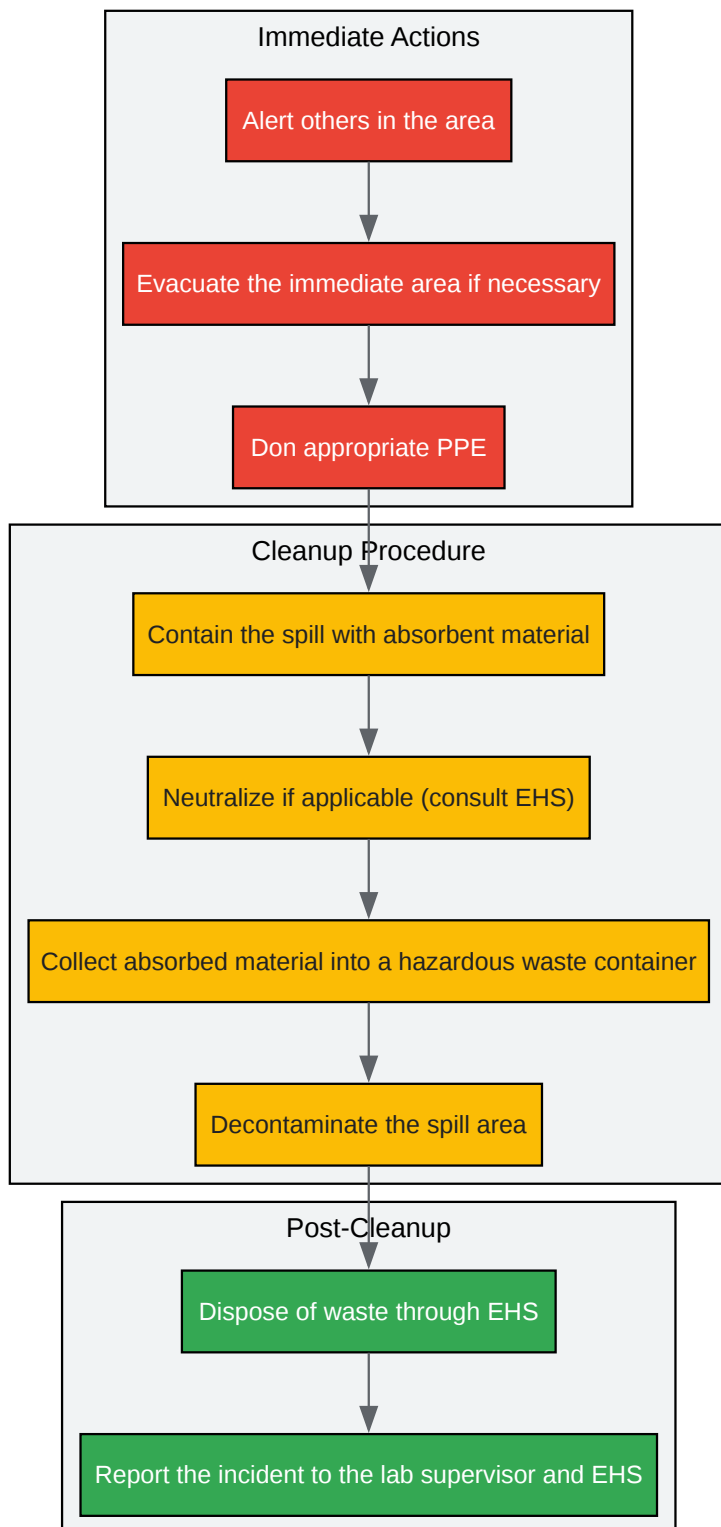 Immediate Actions
Alert others in the area
Evacuate the immediate area if necessary
Don appropriate PPE
Cleanup Procedure
Contain the spill with absorbent material
Neutralize if applicable (consult EHS)
Collect absorbed material into a hazardous waste container
Decontaminate the spill area
Post-Cleanup
Dispose of waste through EHS
Report the incident to the lab supervisor and EHS